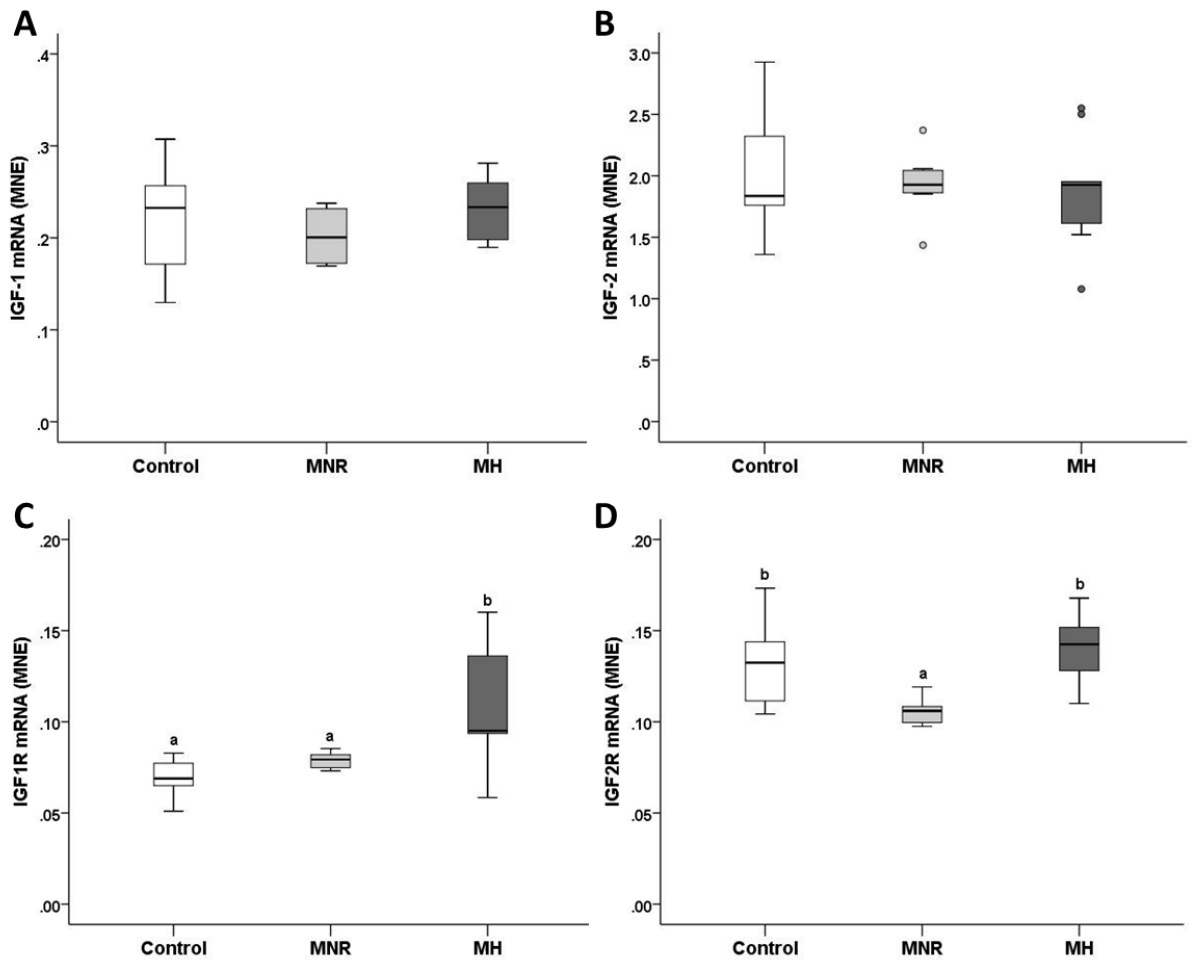 A
IGF-1 mRNA (MNE)
.4
.3
.2
.1
.0
Control MNR MH
B
IGF-2 mRNA (MNE)
3.0
2.5
2.0
1.5
1.0
.5
.0
Control MNR MH
C
IGF1R mRNA (MNE)
.20
.15
.10
.05
.00
a a b
Control MNR MH
D
IGF2R mRNA (MNE)
.20
.15
.10
.05
.00
b a b
Control MNR MH